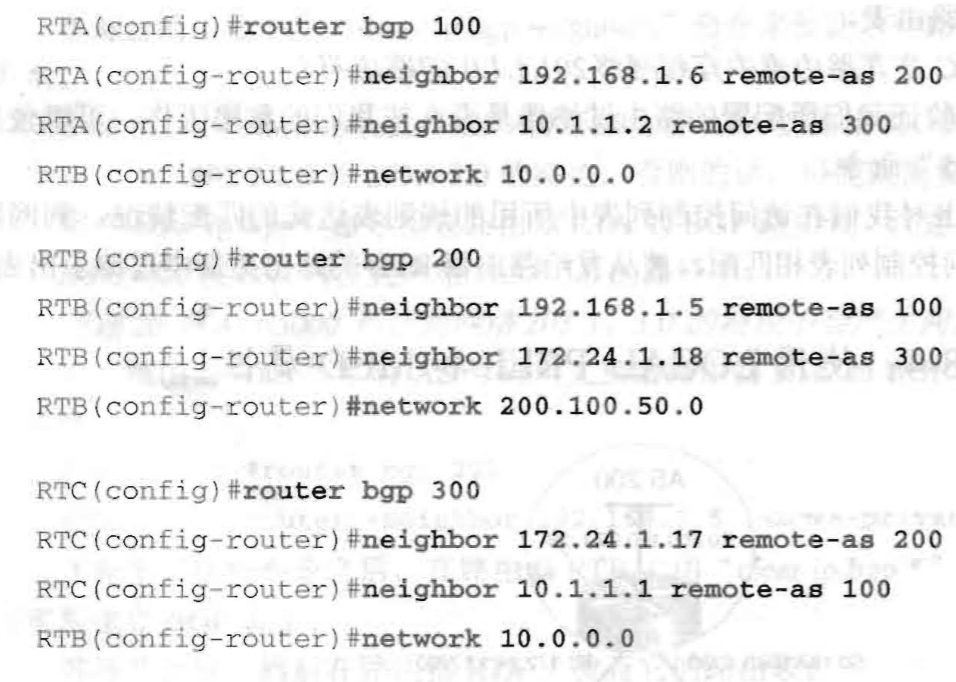 RTA(config)#router bgp 100
RTA(config-router)#neighbor 192.168.1.6 remote-as 200
RTA(config-router)#neighbor 10.1.1.2 remote-as 300
RTB(config-router)#network 10.0.0.0
RTB(config)#router bgp 200
RTB(config-router)#neighbor 192.168.1.5 remote-as 100
RTB(config-router)#neighbor 172.24.1.18 remote-as 300
RTB(config-router)#network 200.100.50.0
RTC(config)#router bgp 300
RTC(config-router)#neighbor 172.24.1.17 remote-as 200
RTC(config-router)#neighbor 10.1.1.1 remote-as 100
RTB(config-router)#network 10.0.0.0